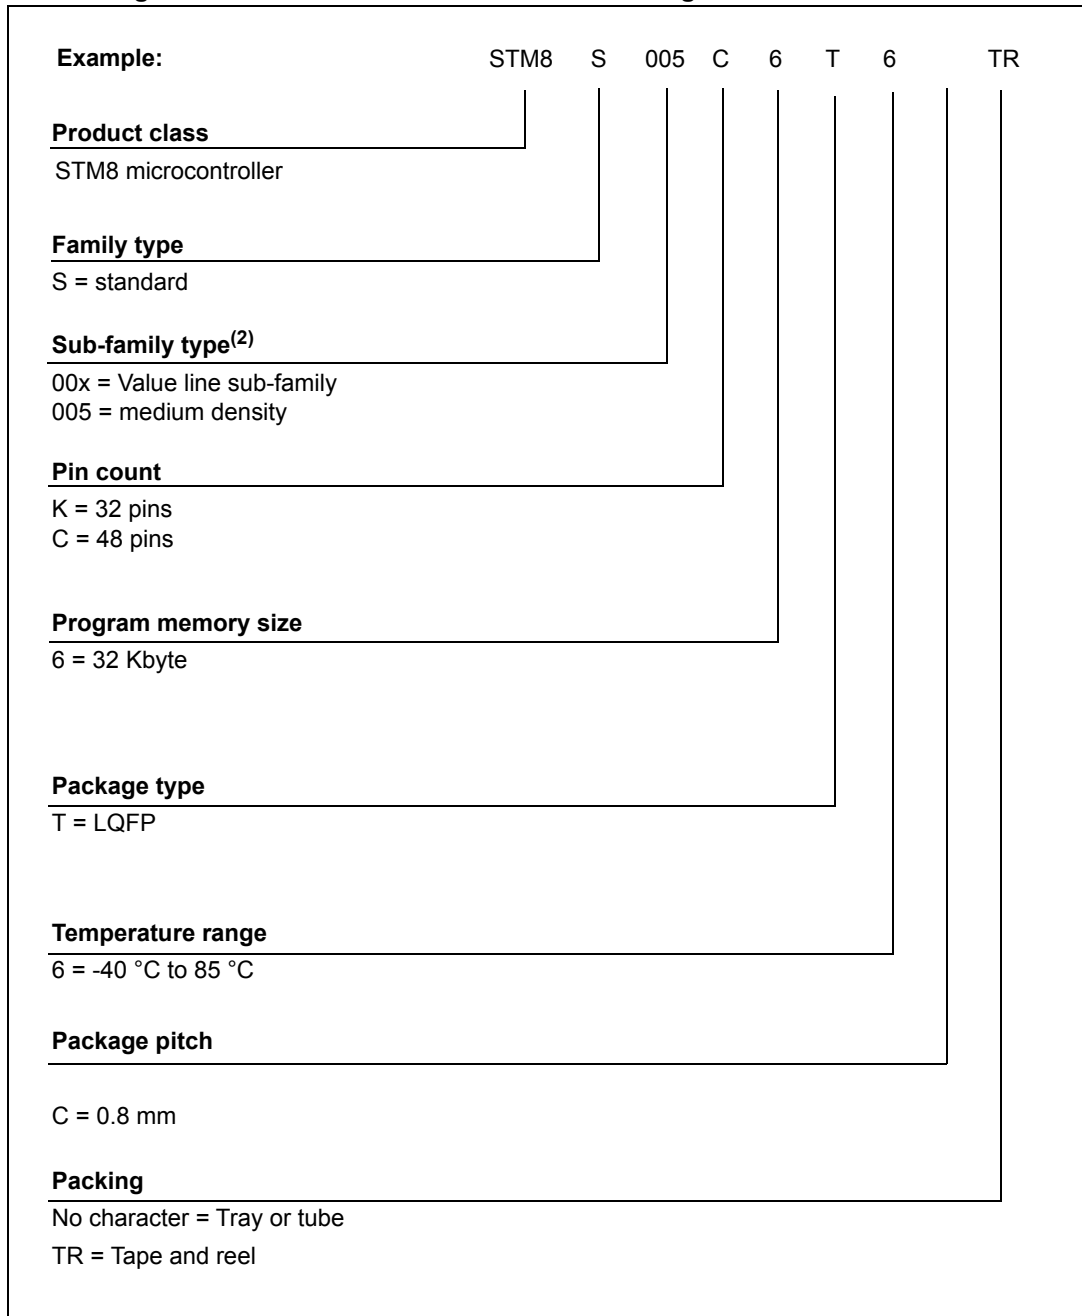 Example: STM8 S 005 C 6 T 6 TR
Product class
STM8 microcontroller
Family type
S = standard
Sub-family type(2)
00x = Value line sub-family
005 = medium density
Pin count
K = 32 pins
C = 48 pins
Program memory size
6 = 32 Kbyte
Package type
T = LQFP
Temperature range
6 = -40 °C to 85 °C
Package pitch
C = 0.8 mm
Packing
No character = Tray or tube
TR = Tape and reel